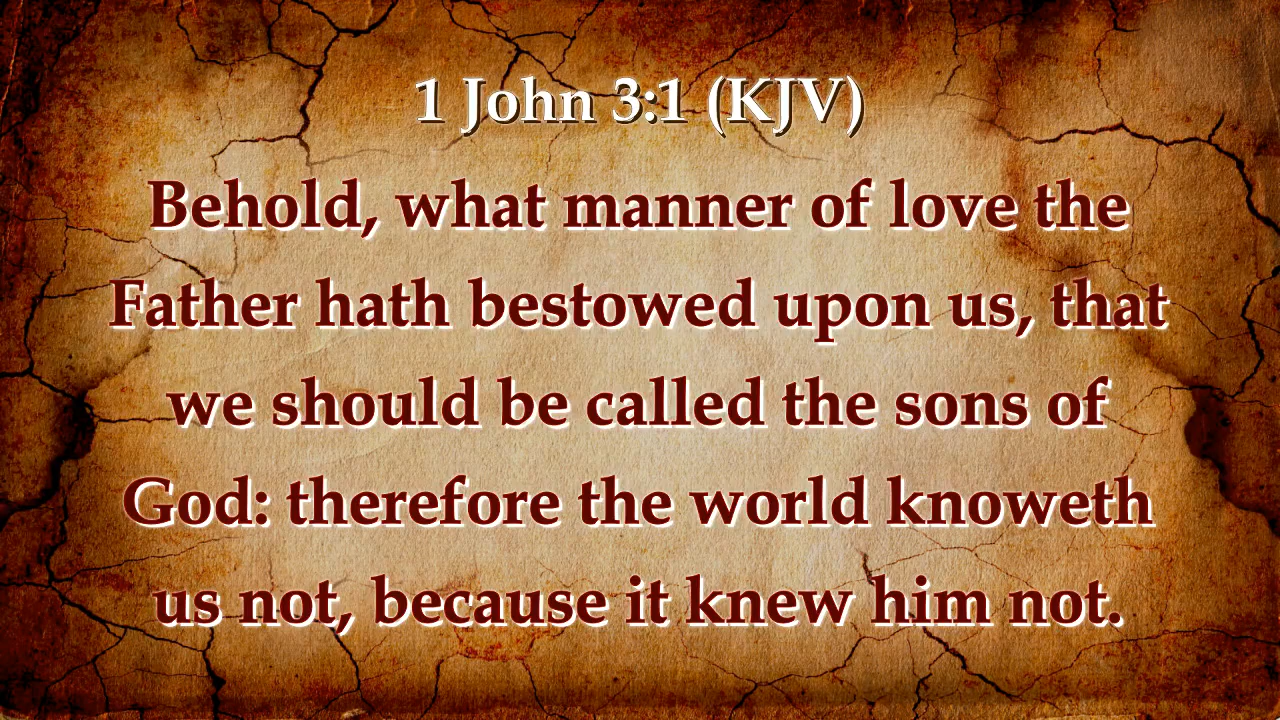 1 John 3:1 (KJV)
Behold, what manner of love the
Father hath bestowed upon us, that
we should be called the sons of
God: therefore the world knoweth
us not, because it knew him not.